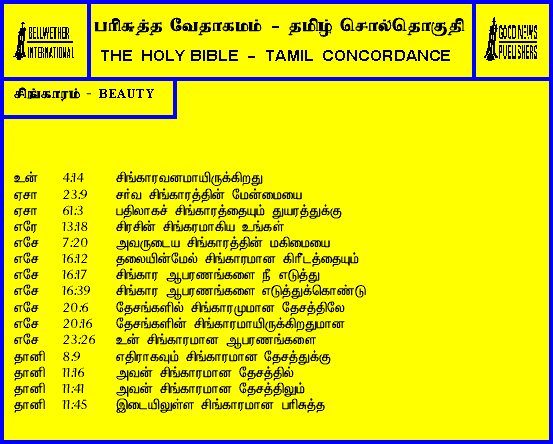 BELLWETHER
INTERNATIONAL
பரிசுத்த வேதாகமம் - தமிழ் சொல்தொகுதி
THE HOLY BIBLE - TAMIL CONCORDANCE
GOOD NEWS
PUBLISHERS
சிங்காரம் - BEAUTY
உன் 4:14 சிங்காரவனமாயிருக்கிறது
ஏசா 23:9 சர்வ சிங்காரத்தின் மேன்மையை
ஏசா 61:3 பதிலாகச் சிங்காரத்தையும் துயரத்துக்கு
எரே 13:18 சிரசின் சிங்கரமாகிய உங்கள்
எசே 7:20 அவருடைய சிங்காரத்தின் மகிமையை
எசே 16:12 தலையின்மேல் சிங்காரமான கிரீடத்தையும்
எசே 16:17 சிங்கார ஆபரணங்களை நீ எடுத்து
எசே 16:39 சிங்கார ஆபரணங்களை எடுத்துக்கொண்டு
எசே 20:6 தேசங்களில் சிங்காரமுமான தேசத்திலே
எசே 20:16 தேசங்களின் சிங்காரமாயிருக்கிறதுமான
எசே 23:26 உன் சிங்காரமான ஆபரணங்களை
தானி 8:9 எதிராகவும் சிங்காரமான தேசத்துக்கு
தானி 11:16 அவன் சிங்காரமான தேசத்தில்
தானி 11:41 அவன் சிங்காரமான தேசத்திலும்
தானி 11:45 இடையிலுள்ள சிங்காரமான பரிசுத்த